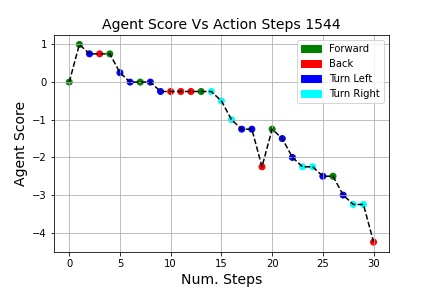 Agent Score Vs Action Steps 1544
Agent Score
1
0
−1
−2
−3
−4
Forward
Back
Turn Left
Turn Right
0 5 10 15 20 25 30
Num. Steps